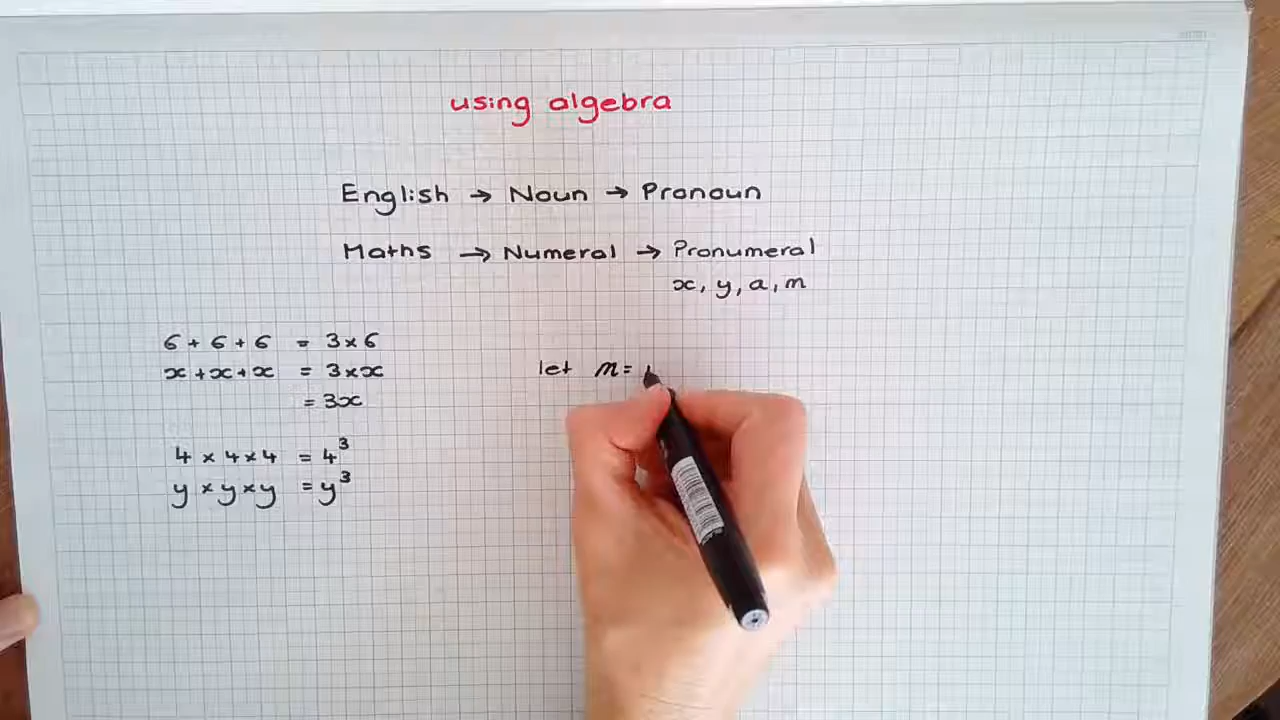 using algebra
English → Noun → Pronoun
Maths → Numeral → Pronumeral
x, y, a, m
6 + 6 + 6 = 3 × 6
x + x + x = 3 × x
= 3x
4 × 4 × 4 = 4³
y × y × y = y³
let m =